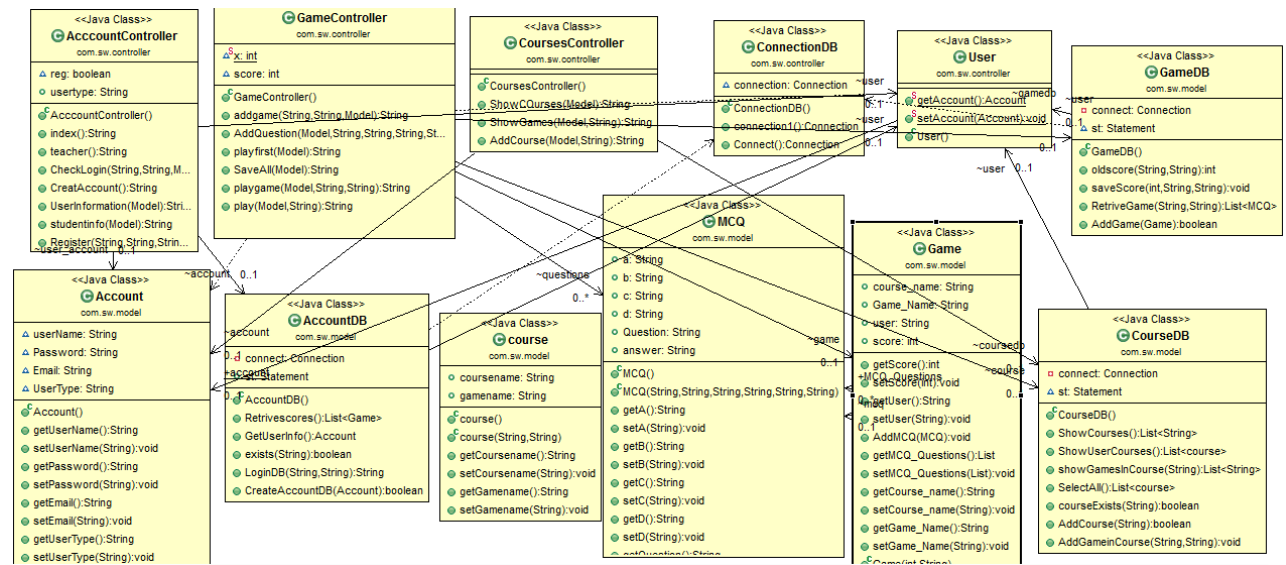 <<Java Class>>
AcccountController
com.sw.controller
reg: boolean
usertype: String
AcccountController()
index():String
teacher():String
CheckLogin(String,String,M...
CreatAccount():String
UserInformation(Model):Stri...
studentinfo(Model):String
Register(String,String,Strin...
GameController
com.sw.controller
x: int
score: int
GameController()
addgame(String,String,Model):String
AddQuestion(Model,String,String,String,St...
playfirst(Model):String
SaveAll(Model):String
playgame(Model,String,String):String
play(Model,String):String
<<Java Class>>
CoursesController
com.sw.controller
CoursesController()
ShowCOurses(Model):String
ShowGames(Model,String):String
AddCourse(Model,String):String
<<Java Class>>
ConnectionDB
com.sw.controller
connection: Connection
ConnectionDB()
connection1():Connection
Connect():Connection
~user
0..1
~user
0..1
<<Java Class>>
User
com.sw.controller
getAccount():Account
setAccount(Account):void
User()
~gamedb
0..1
~user
0..1
<<Java Class>>
GameDB
com.sw.model
connect: Connection
st: Statement
GameDB()
oldscore(String,String):int
saveScore(int,String,String):void
RetriveGame(String,String):List<MCQ>
AddGame(Game):boolean
~user 0..1
~user_account 0..1
~account 0..1
<<Java Class>>
Account
com.sw.model
userName: String
Password: String
Email: String
UserType: String
Account()
getUserName():String
setUserName(String):void
getPassword():String
setPassword(String):void
getEmail():String
setEmail(String):void
getUserType():String
setUserType(String):void
~account
0..1
+account
0..1
<<Java Class>>
AccountDB
com.sw.model
connect: Connection
st: Statement
AccountDB()
Retrivescores():List<Game>
GetUserInfo():Account
exists(String):boolean
LoginDB(String,String):String
CreateAccountDB(Account):boolean
<<Java Class>>
course
com.sw.model
coursename: String
gamename: String
course()
course(String,String)
getCoursename():String
setCoursename(String):void
getGamename():String
setGamename(String):void
~questions
0..*
<<Java Class>>
MCQ
com.sw.model
a: String
b: String
c: String
d: String
Question: String
answer: String
MCQ()
MCQ(String,String,String,String,String,String)
getA():String
setA(String):void
getB():String
setB(String):void
getC():String
setC(String):void
getD():String
setD(String):void
getQuestion():String
~game
0..1
+MCQ_Questions
0..*
~mcq
0..1
<<Java Class>>
Game
com.sw.model
course_name: String
Game_Name: String
user: String
score: int
getScore():int
setScore(int):void
getUser():String
setUser(String):void
AddMCQ(MCQ):void
getMCQ_Questions():List
setMCQ_Questions(List):void
getCourse_name():String
setCourse_name(String):void
getGame_Name():String
setGame_Name(String):void
Game(int,String)
~coursedb
~course
<<Java Class>>
CourseDB
com.sw.model
connect: Connection
st: Statement
CourseDB()
ShowCourses():List<String>
ShowUserCourses():List<course>
showGamesInCourse(String):List<String>
SelectAll():List<course>
courseExists(String):boolean
AddCourse(String):boolean
AddGameinCourse(String,String):void